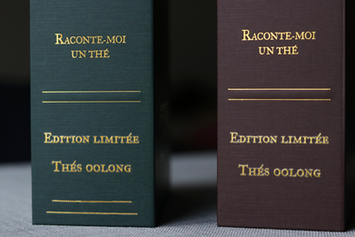 RACONTE-MOI
UN THÉ
EDITION LIMITÉE
THÉS OOLONG
RACONTE-MOI
UN THÉ
EDITION LIMITÉE
THÉS OOLONG